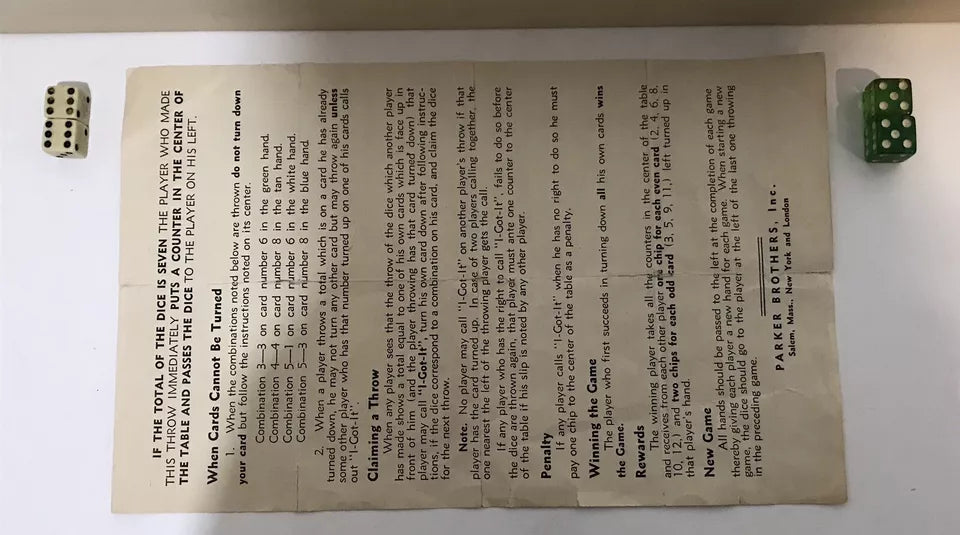 IF THE TOTAL OF THE DICE IS SEVEN THE PLAYER WHO MADE
THIS THROW IMMEDIATELY PUTS A COUNTER IN THE CENTER OF
THE TABLE AND PASSES THE DICE TO THE PLAYER ON HIS LEFT.
When Cards Cannot Be Turned
1. When the combinations noted below are thrown do not turn down
your card but follow the instructions noted on its center.
Combination 3—3 on card number 6 in the green hand.
Combination 4—4 on card number 8 in the tan hand.
Combination 5—1 on card number 6 in the white hand.
Combination 5—3 on card number 8 in the blue hand.
2. When a player throws a total which is on a card he has already
turned down, he may not turn any other card but may throw again unless
some other player who has that number turned up on one of his cards calls
out "I-Got-It".
Claiming a Throw
When any player sees that the throw of the dice which another player
has made shows a total equal to one of his own cards which is face up in
front of him (and the player throwing has that card turned down) that
player may call "I-Got-It", turn his own card down after following instruc-
tions, if the dice correspond to a combination on his card, and claim the dice
for the next throw.
Note. No player may call "I-Got-It" on another player's throw if that
player has the card turned up. In case of two players calling together, the
one nearest the left of the throwing player gets the call.
If any player who has the right to call "I-Got-It", fails to do so before
the dice are thrown again, that player must ante one counter to the center
of the table if his slip is noted by any other player.
Penalty
If any player calls "I-Got-It" when he has no right to do so he must
pay one chip to the center of the table as a penalty.
Winning the Game
The player who first succeeds in turning down all his own cards wins
the Game.
Rewards
The winning player takes all the counters in the center of the table
and receives from each other player one chip for each even card (2, 4, 6, 8,
10, 12,) and two chips for each odd card (3, 5, 9, 11,) left turned up in
that player's hand.
New Game
All hands should be passed to the left at the completion of each game
thereby giving each player a new hand for each game. When starting a new
game, the dice should go to the player at the left of the last one throwing
in the preceding game.
PARKER BROTHERS, Inc.
Salem, Mass., New York and London